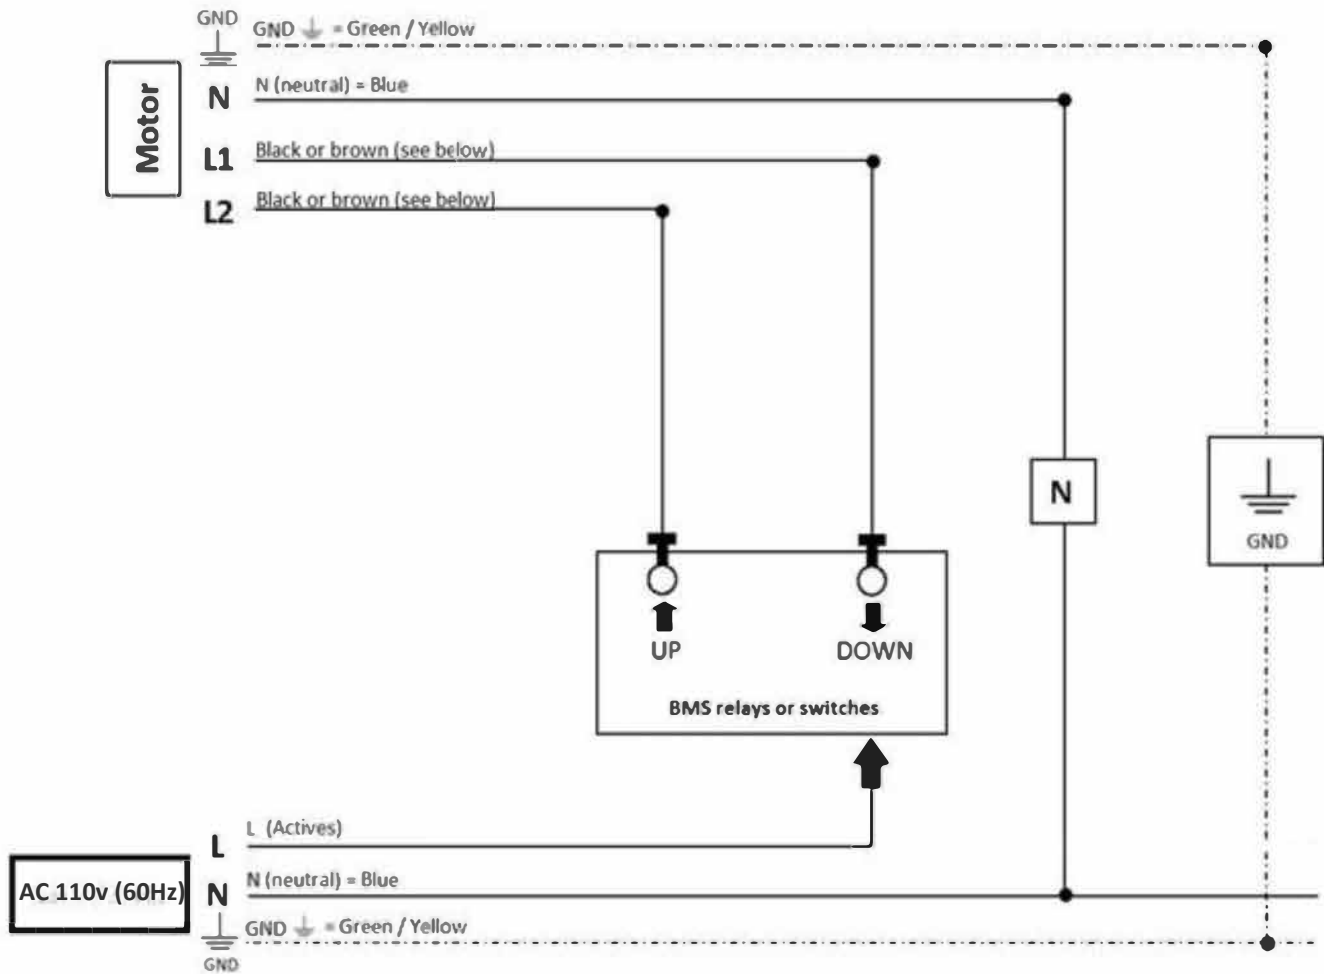 GND
GND = Green / Yellow
Motor
N
N (neutral) = Blue
L1
Black or brown (see below)
L2
Black or brown (see below)
N
GND
UP
DOWN
BMS relays or switches
L
L (Actives)
AC 110v (60Hz)
N
N (neutral) = Blue
GND = Green / Yellow
GND